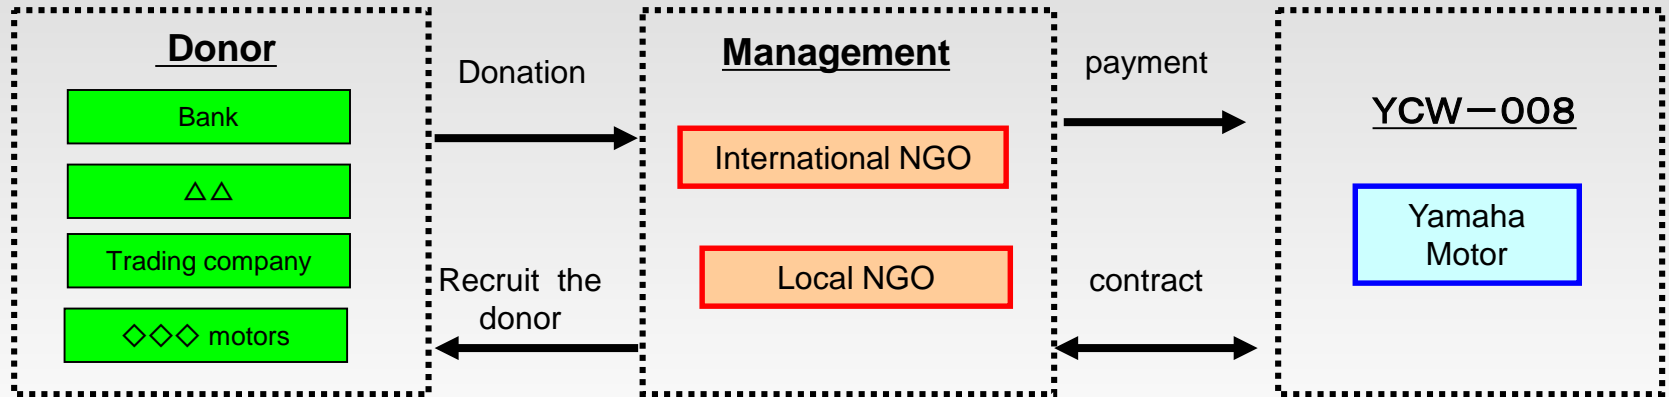 Donor
Bank
△△
Trading company
◇◇◇ motors
Donation
Recruit the
donor
Management
International NGO
Local NGO
payment
contract
YCW－008
Yamaha
Motor